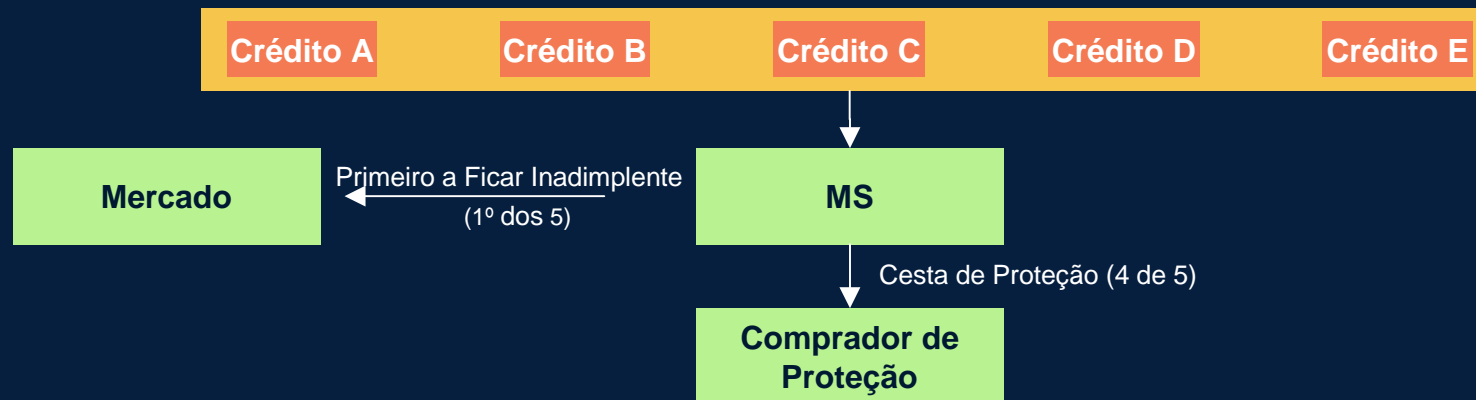 Crédito A Crédito B Crédito C Crédito D Crédito E
Mercado
Primeiro a Ficar Inadimplente
(1º dos 5)
MS
Cesta de Proteção (4 de 5)
Comprador de
Proteção